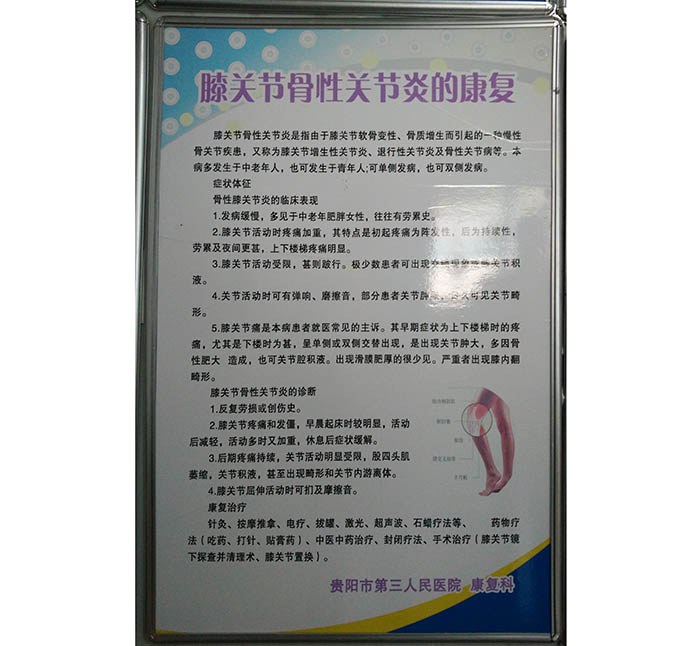 膝关节骨性关节炎的康复
膝关节骨性关节炎是指由于膝关节软骨变性、骨质增生而引起的一种慢性
骨关节疾患，又称为膝关节增生性关节炎、退行性关节炎及骨性关节病等。本
病多发生于中老年人，也可发生于青年人;可单侧发病，也可双侧发病。
症状体征
骨性膝关节炎的临床表现
1.发病缓慢，多见于中老年肥胖女性，往往有劳累史。
2.膝关节活动时疼痛加重，其特点是初起疼痛为阵发性，后为持续性，
劳累及夜间更甚，上下楼梯疼痛明显。
3.膝关节活动受限，甚则跛行。极少数患者可出现交锁现象或膝关节积
液。
4.关节活动时可有弹响、磨擦音，部分患者关节肿胀，日久可见关节畸
形。
5.膝关节痛是本病患者就医常见的主诉。其早期症状为上下楼梯时的疼
痛，尤其是下楼时为甚，呈单侧或双侧交替出现，是出现关节肿大，多因骨
性肥大 造成，也可关节腔积液。出现滑膜肥厚的很少见。严重者出现膝内翻
畸形。
膝关节骨性关节炎的诊断
1.反复劳损或创伤史。
2.膝关节疼痛和发僵，早晨起床时较明显，活动
后减轻，活动多时又加重，休息后症状缓解。
3.后期疼痛持续，关节活动明显受限，股四头肌
萎缩，关节积液，甚至出现畸形和关节内游离体。
4.膝关节屈伸活动时可扪及摩擦音。
康复治疗
针灸、按摩推拿、电疗、拔罐、激光、超声波、石蜡疗法等、 药物疗
法（吃药、打针、贴膏药）、中医中药治疗、封闭疗法、手术治疗（膝关节镜
下探查并清理术、膝关节置换）。
贵阳市第三人民医院 康复科